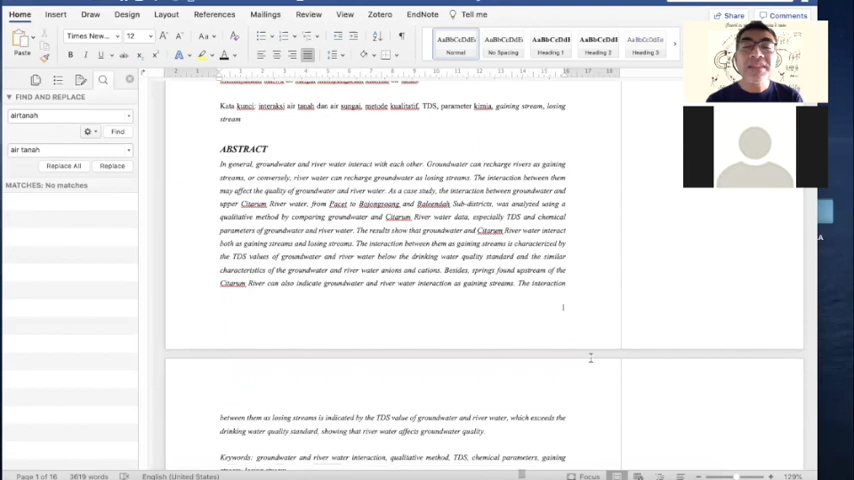 Home Insert Draw Design Layout References Mailings Review View Zotero EndNote Tell me
Share Comments
Paste
Times New... 12
AaBbCcDdE AaBbCcDdE AaBbCcDc AaBbCcDdEe AaBbCcDdE
Normal No Spacing Heading 1 Heading 2 Heading 3
FIND AND REPLACE
airtanah
Find
air tanah
Replace All Replace
MATCHES: No matches
Kata kunci: interaksi air tanah dan air sungai, metode kualitatif, TDS, parameter kimia, gaining stream, losing
stream
ABSTRACT
In general, groundwater and river water interact with each other. Groundwater can recharge rivers as gaining
streams, or conversely, river water can recharge groundwater as losing streams. The interaction between them
may affect the quality of groundwater and river water. As a case study, the interaction between groundwater and
upper Citarum River water, from Pacet to Bojongsoang and Baleendah Sub-districts, was analyzed using a
qualitative method by comparing groundwater and Citarum River water data, especially TDS and chemical
parameters of groundwater and river water. The results show that groundwater and Citarum River water interact
both as gaining streams and losing streams. The interaction between them as gaining streams is characterized by
the TDS values of groundwater and river water below the drinking water quality standard and the similar
characteristics of the groundwater and river water anions and cations. Besides, springs found upstream of the
Citarum River can also indicate groundwater and river water interaction as gaining streams. The interaction
1
between them as losing streams is indicated by the TDS value of groundwater and river water, which exceeds the
drinking water quality standard, showing that river water affects groundwater quality.
Keywords: groundwater and river water interaction, qualitative method, TDS, chemical parameters, gaining
Page 1 of 16 3619 words English (United States) Focus 129%